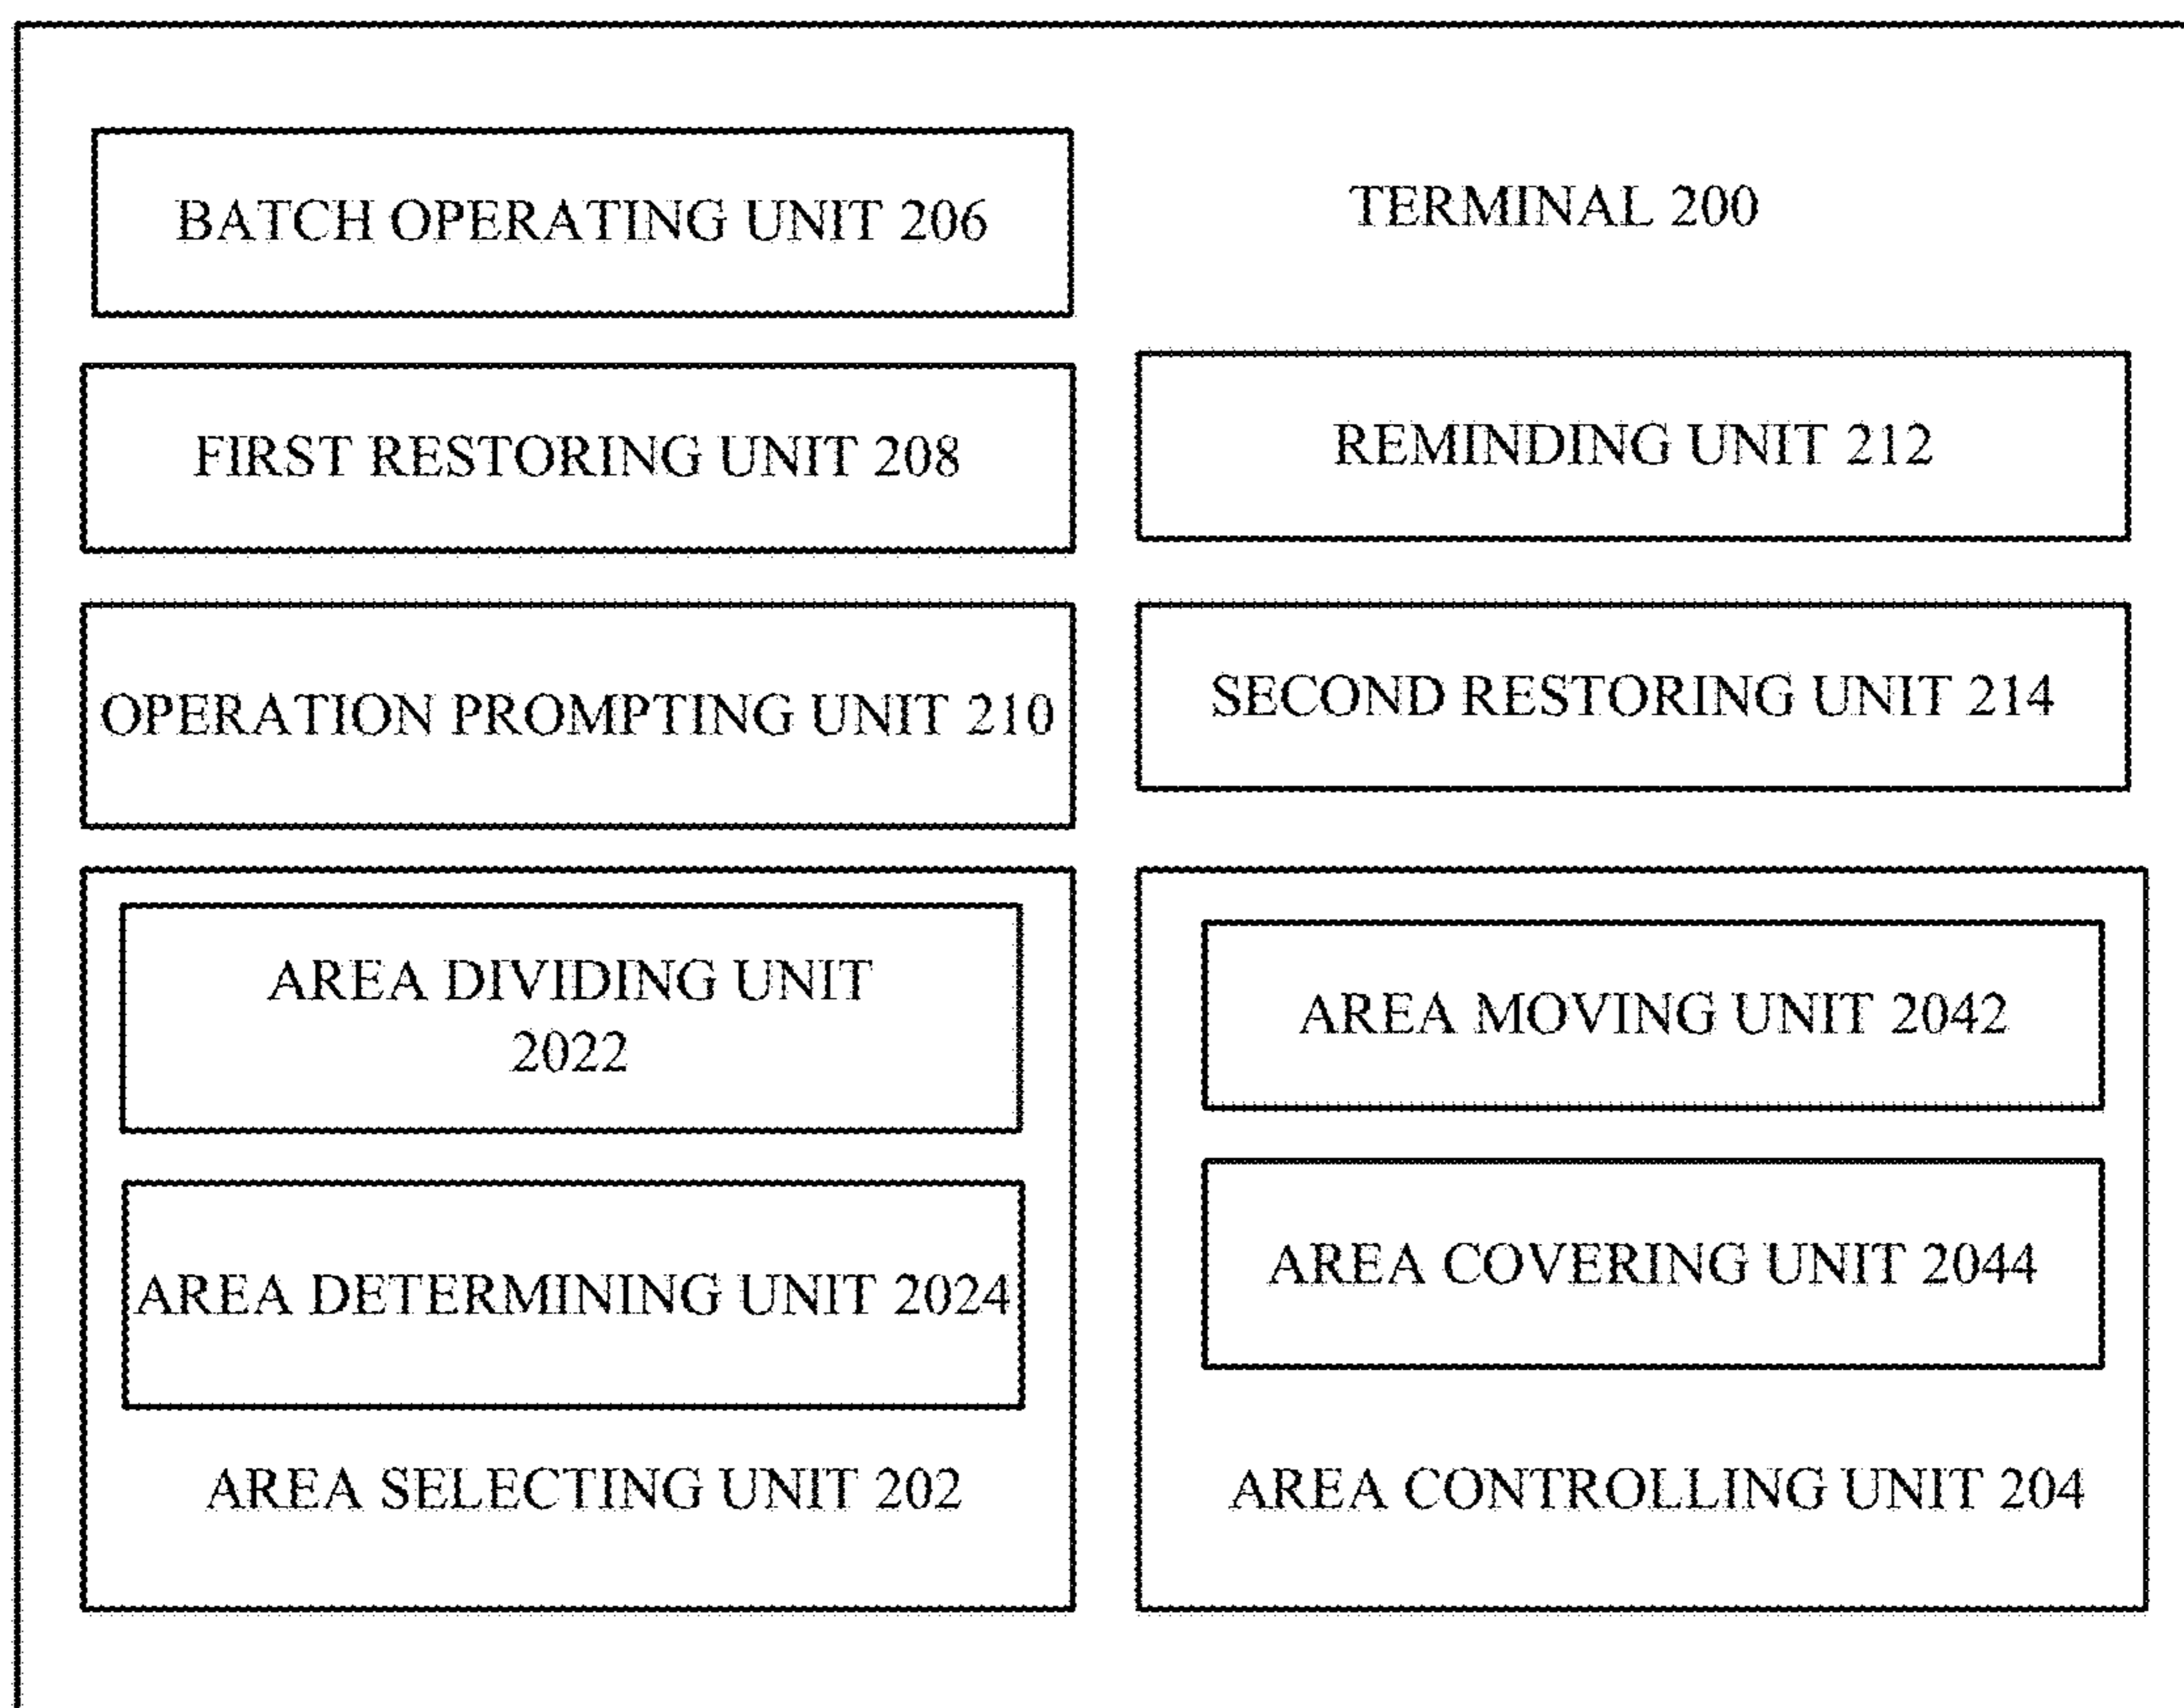 BATCH OPERATING UNIT 206
TERMINAL 200
FIRST RESTORING UNIT 208
REMINDING UNIT 212
OPERATION PROMPTING UNIT 210
SECOND RESTORING UNIT 214
AREA DIVIDING UNIT
2022
AREA DETERMINING UNIT 2024
AREA SELECTING UNIT 202
AREA MOVING UNIT 2042
AREA COVERING UNIT 2044
AREA CONTROLLING UNIT 204